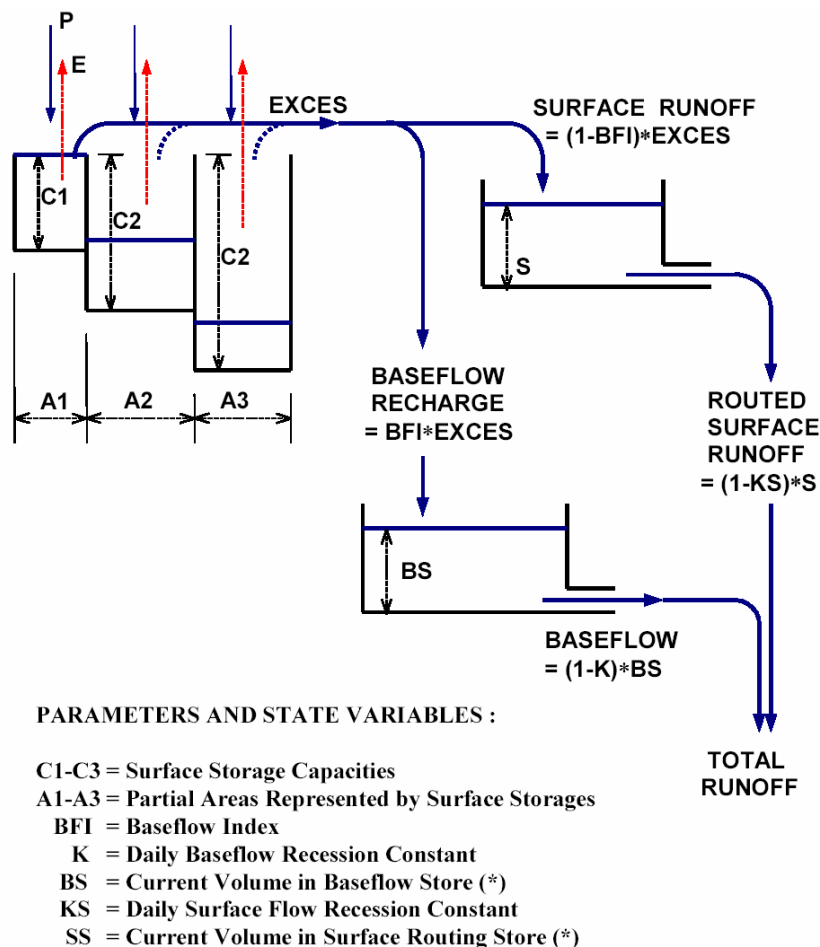 P
E
EXCES
SURFACE RUNOFF
= (1-BFI)*EXCES
C1
C2
C2
S
A1
A2
A3
BASEFLOW
RECHARGE
= BFI*EXCES
ROUTED
SURFACE
RUNOFF
= (1-KS)*S
BS
BASEFLOW
= (1-K)*BS
TOTAL
RUNOFF
PARAMETERS AND STATE VARIABLES :
C1-C3 = Surface Storage Capacities
A1-A3 = Partial Areas Represented by Surface Storages
BFI = Baseflow Index
K = Daily Baseflow Recession Constant
BS = Current Volume in Baseflow Store (*)
KS = Daily Surface Flow Recession Constant
SS = Current Volume in Surface Routing Store (*)